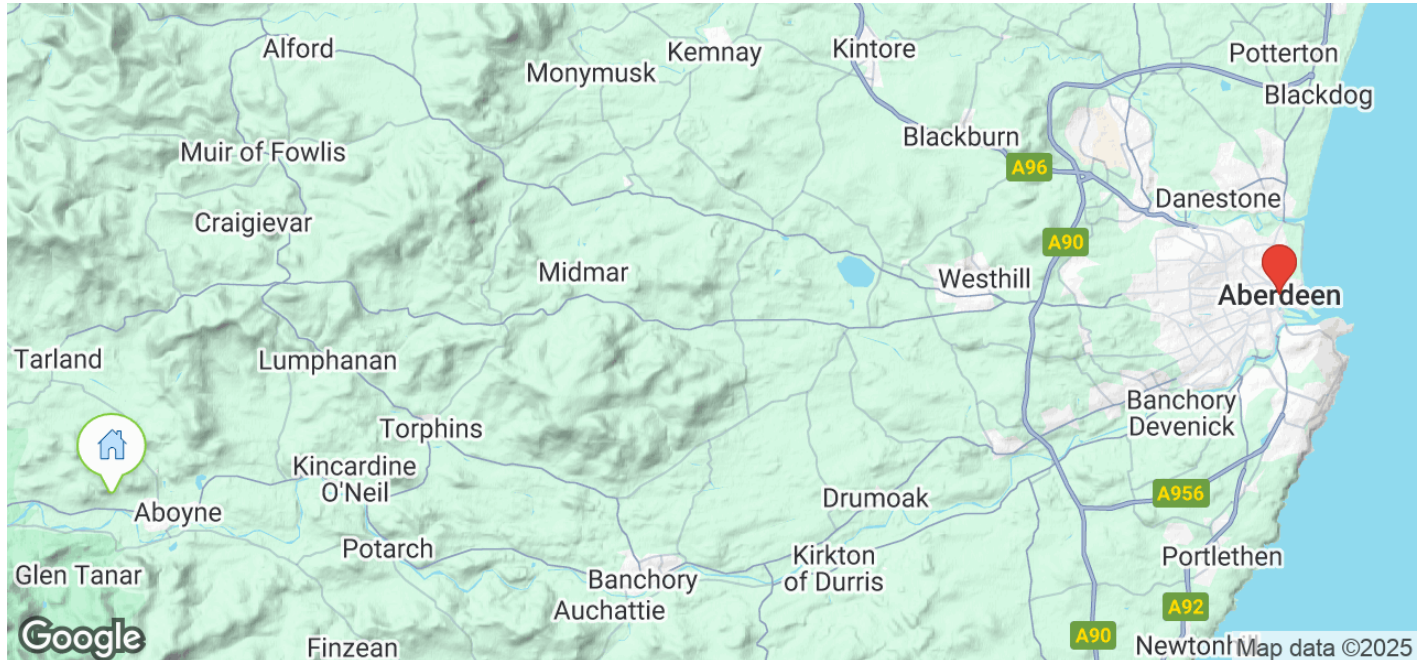 Alford
Kemnay
Kintore
Potterton
Monymusk
Blackdog
Blackburn
Muir of Fowlis
A96
Danestone
Craigievar
A90
Midmar
Westhill
Aberdeen
Tarland
Lumphanan
Banchory
Devenick
Torphins
Kincardine
O'Neil
Drumoak
A956
Aboyne
Potarch
Kirkton
of Durris
Portlethen
Glen Tanar
Banchory
Auchattie
A92
Google
Finzean
A90
Map data ©2025